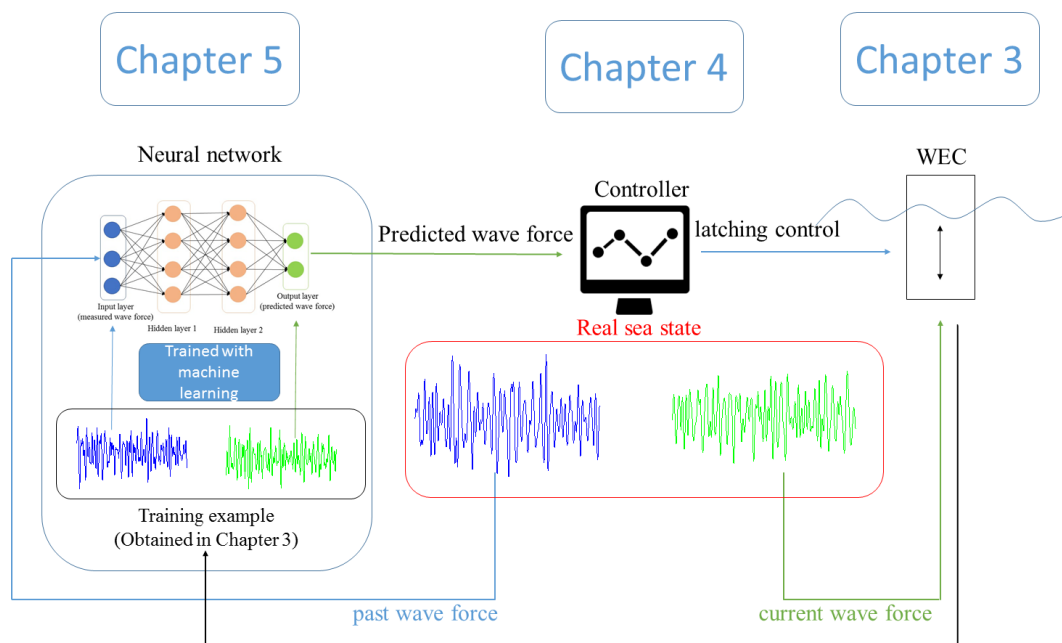 Chapter 5
Chapter 4
Chapter 3
Neural network
WEC
Controller
Predicted wave force
latching control
Input layer
(measured wave force)
Output layer
(predicted wave force)
Hidden layer 1
Hidden layer 2
Real sea state
Trained with
machine
learning
Training example
(Obtained in Chapter 3)
past wave force
current wave force